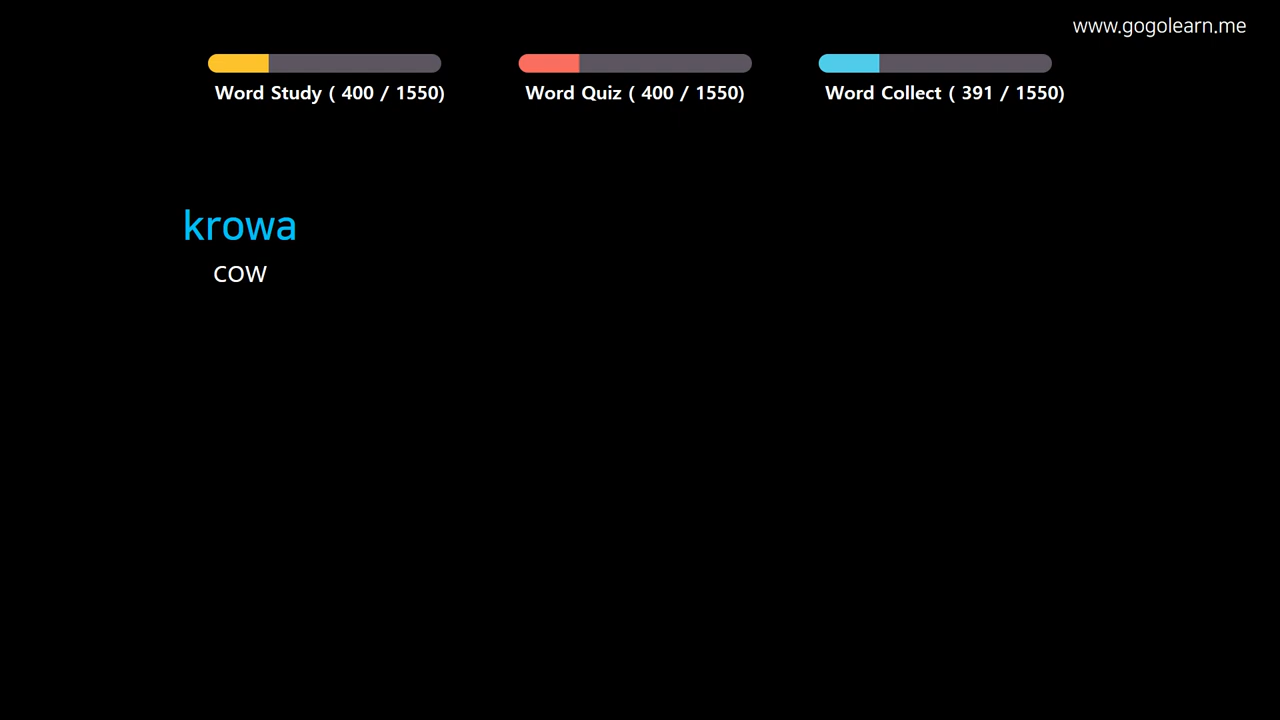 www.gogolearn.me
Word Study ( 400 / 1550)
Word Quiz ( 400 / 1550)
Word Collect ( 391 / 1550)
krowa
cow